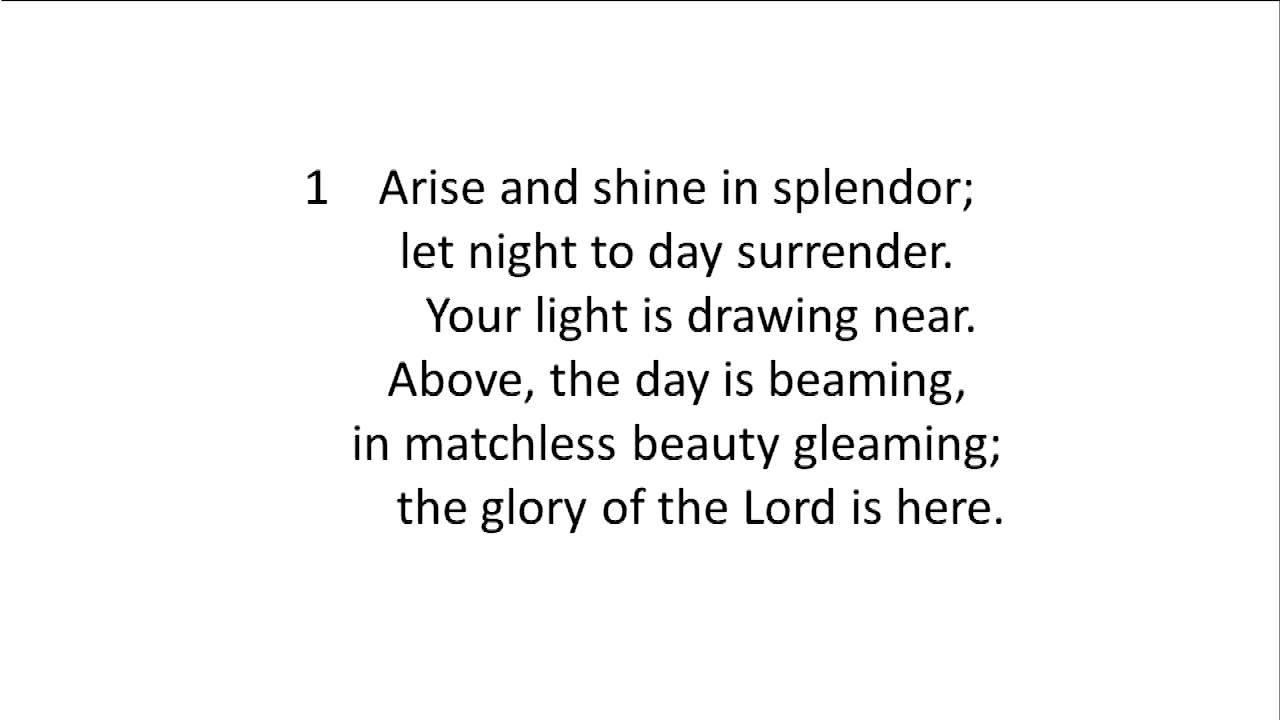 1 Arise and shine in splendor;
let night to day surrender.
Your light is drawing near.
Above, the day is beaming,
in matchless beauty gleaming;
the glory of the Lord is here.